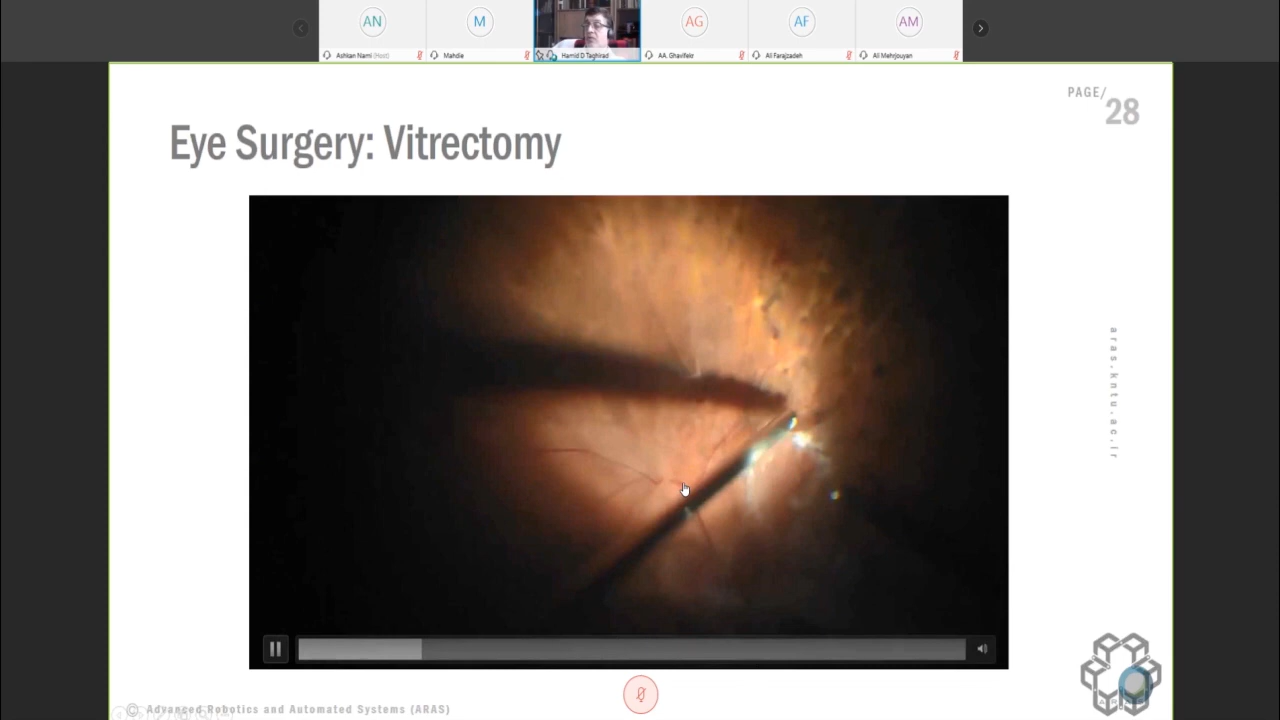 AN
M
AG
AF
AM
Ashkan Nami (Host)
Mahdie
Hamid D Taghirad
AA. Ghavifekr
Ali Farajzadeh
Ali Mehrjouyan
PAGE/
28
Eye Surgery: Vitrectomy
aras.kntu.ac.ir
© Advanced Robotics and Automated Systems (ARAS)
ARAS